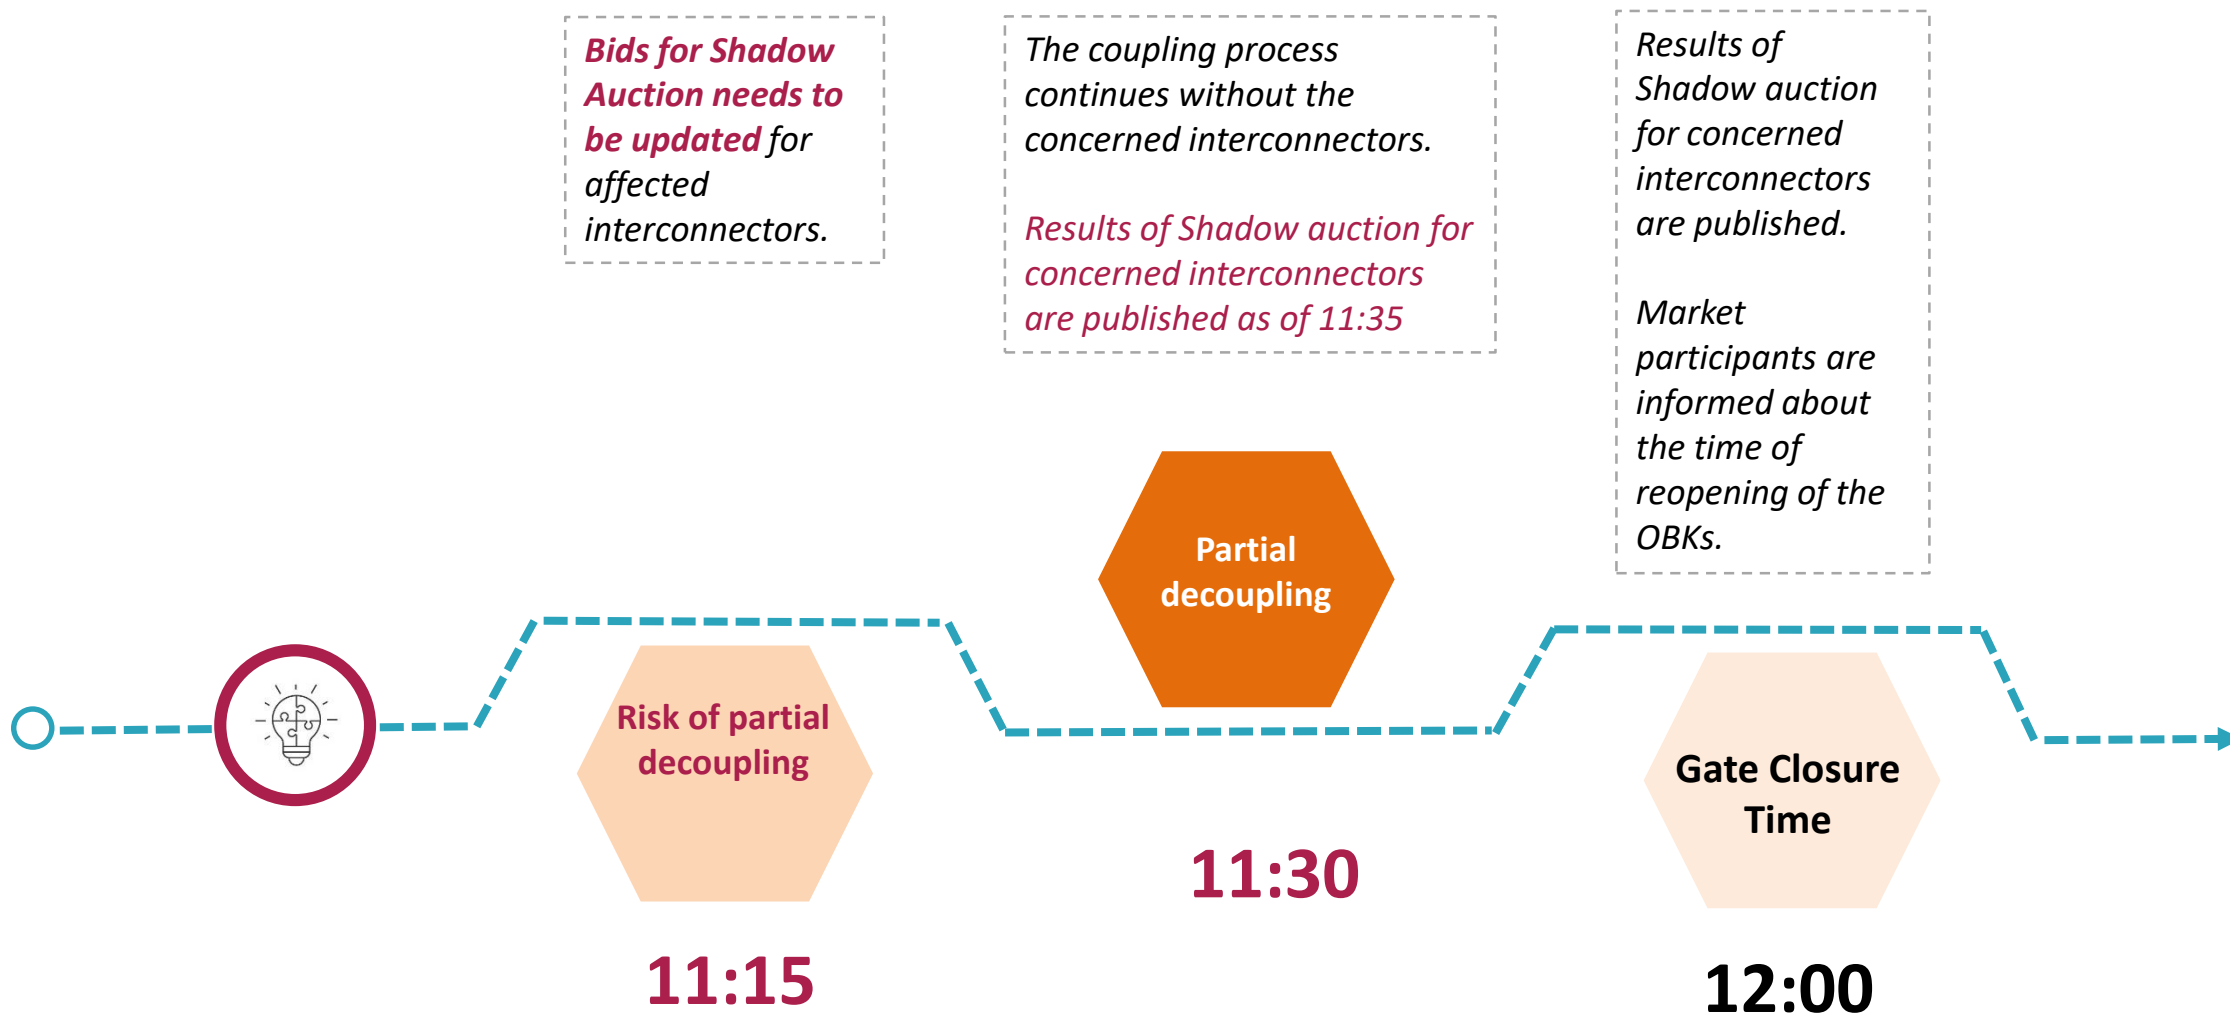 Bids for Shadow
Auction needs to
be updated for
affected
interconnectors.
The coupling process
continues without the
concerned interconnectors.
Results of Shadow auction for
concerned interconnectors
are published as of 11:35
Results of
Shadow auction
for concerned
interconnectors
are published.
Market
participants are
informed about
the time of
reopening of the
OBKs.
Risk of partial
decoupling
11:15
Partial
decoupling
11:30
Gate Closure
Time
12:00